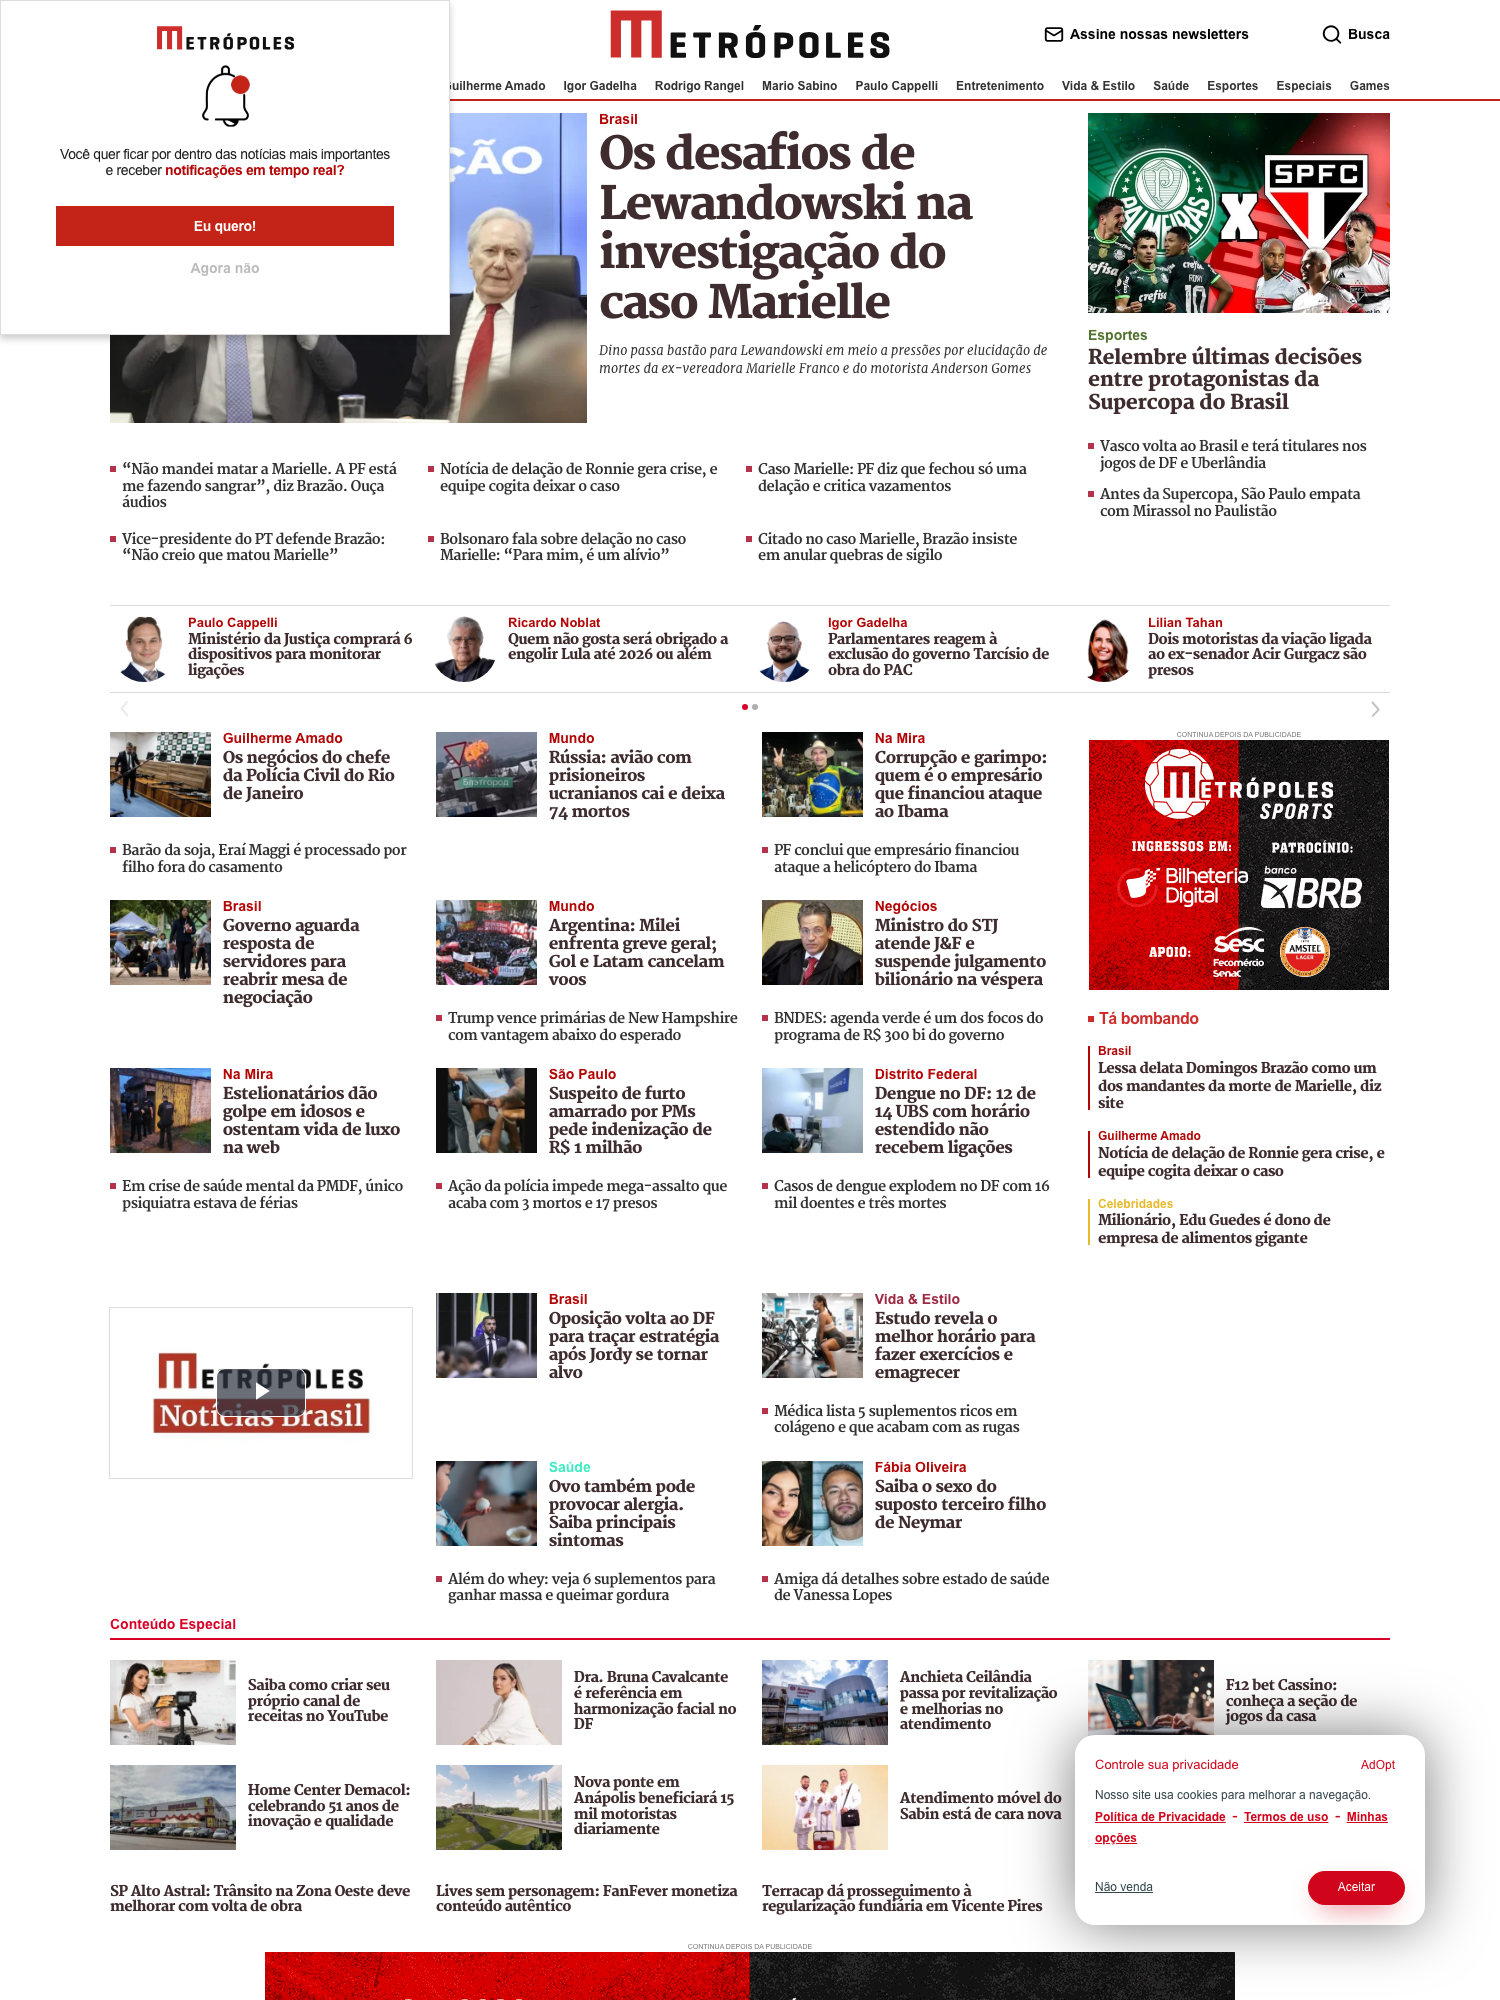 METRÓPOLES
Você quer ficar por dentro das notícias mais importantes
e receber notificações em tempo real?
Eu quero!
Agora não
METRÓPOLES
Assine nossas newsletters
Busca
Guilherme Amado Igor Gadelha Rodrigo Rangel Mario Sabino Paulo Cappelli Entretenimento Vida & Estilo Saúde Esportes Especiais Games
ÇÃO
Brasil
Os desafios de
Lewandowski na
investigação do
caso Marielle
Dino passa bastão para Lewandowski em meio a pressões por elucidação de
mortes da ex-vereadora Marielle Franco e do motorista Anderson Gomes
PALMEIRAS
X
SPFC
Esportes
Relembre últimas decisões
entre protagonistas da
Supercopa do Brasil
Vasco volta ao Brasil e terá titulares nos
jogos de DF e Uberlândia
Antes da Supercopa, São Paulo empata
com Mirassol no Paulistão
“Não mandei matar a Marielle. A PF está
me fazendo sangrar”, diz Brazão. Ouça
áudios
Notícia de delação de Ronnie gera crise, e
equipe cogita deixar o caso
Caso Marielle: PF diz que fechou só uma
delação e critica vazamentos
Vice-presidente do PT defende Brazão:
“Não creio que matou Marielle”
Bolsonaro fala sobre delação no caso
Marielle: “Para mim, é um alívio”
Citado no caso Marielle, Brazão insiste
em anular quebras de sigilo
Paulo Cappelli
Ministério da Justiça comprará 6
dispositivos para monitorar
ligações
Ricardo Noblat
Quem não gosta será obrigado a
engolir Lula até 2026 ou além
Igor Gadelha
Parlamentares reagem à
exclusão do governo Tarcísio de
obra do PAC
Lilian Tahan
Dois motoristas da viação ligada
ao ex-senador Acir Gurgacz são
presos
Guilherme Amado
Os negócios do chefe
da Polícia Civil do Rio
de Janeiro
Barão da soja, Eraí Maggi é processado por
filho fora do casamento
Mundo
Rússia: avião com
prisioneiros
ucranianos cai e deixa
74 mortos
Na Mira
Corrupção e garimpo:
quem é o empresário
que financiou ataque
ao Ibama
PF conclui que empresário financiou
ataque a helicóptero do Ibama
CONTINUA DEPOIS DA PUBLICIDADE
METRÓPOLES
SPORTS
INGRESSOS EM:
Bilheteria
Digital
PATROCÍNIO:
banco
BRB
APOIO:
Sesc
Fecomércio
Senac
AMSTEL
LAGER
Brasil
Governo aguarda
resposta de
servidores para
reabrir mesa de
negociação
Mundo
Argentina: Milei
enfrenta greve geral;
Gol e Latam cancelam
voos
Trump vence primárias de New Hampshire
com vantagem abaixo do esperado
Negócios
Ministro do STJ
atende J&F e
suspende julgamento
bilionário na véspera
BNDES: agenda verde é um dos focos do
programa de R$ 300 bi do governo
Tá bombando
Brasil
Lessa delata Domingos Brazão como um
dos mandantes da morte de Marielle, diz
site
Guilherme Amado
Notícia de delação de Ronnie gera crise, e
equipe cogita deixar o caso
Celebridades
Milionário, Edu Guedes é dono de
empresa de alimentos gigante
Na Mira
Estelionatários dão
golpe em idosos e
ostentam vida de luxo
na web
Em crise de saúde mental da PMDF, único
psiquiatra estava de férias
São Paulo
Suspeito de furto
amarrado por PMs
pede indenização de
R$ 1 milhão
Ação da polícia impede mega-assalto que
acaba com 3 mortos e 17 presos
Distrito Federal
Dengue no DF: 12 de
14 UBS com horário
estendido não
recebem ligações
Casos de dengue explodem no DF com 16
mil doentes e três mortes
METRÓPOLES
Notícias Brasil
Brasil
Oposição volta ao DF
para traçar estratégia
após Jordy se tornar
alvo
Vida & Estilo
Estudo revela o
melhor horário para
fazer exercícios e
emagrecer
Médica lista 5 suplementos ricos em
colágeno e que acabam com as rugas
Saúde
Ovo também pode
provocar alergia.
Saiba principais
sintomas
Além do whey: veja 6 suplementos para
ganhar massa e queimar gordura
Fábia Oliveira
Saiba o sexo do
suposto terceiro filho
de Neymar
Amiga dá detalhes sobre estado de saúde
de Vanessa Lopes
Conteúdo Especial
Saiba como criar seu
próprio canal de
receitas no YouTube
Dra. Bruna Cavalcante
é referência em
harmonização facial no
DF
Anchieta Ceilândia
passa por revitalização
e melhorias no
atendimento
F12 bet Cassino:
conheça a seção de
jogos da casa
Home Center Demacol:
celebrando 51 anos de
inovação e qualidade
Nova ponte em
Anápolis beneficiará 15
mil motoristas
diariamente
Atendimento móvel do
Sabin está de cara nova
SP Alto Astral: Trânsito na Zona Oeste deve
melhorar com volta de obra
Lives sem personagem: FanFever monetiza
conteúdo autêntico
Terracap dá prosseguimento à
regularização fundiária em Vicente Pires
Controle sua privacidade
AdOpt
Nosso site usa cookies para melhorar a navegação.
Política de Privacidade - Termos de uso - Minhas
opções
Não venda
Aceitar
CONTINUA DEPOIS DA PUBLICIDADE